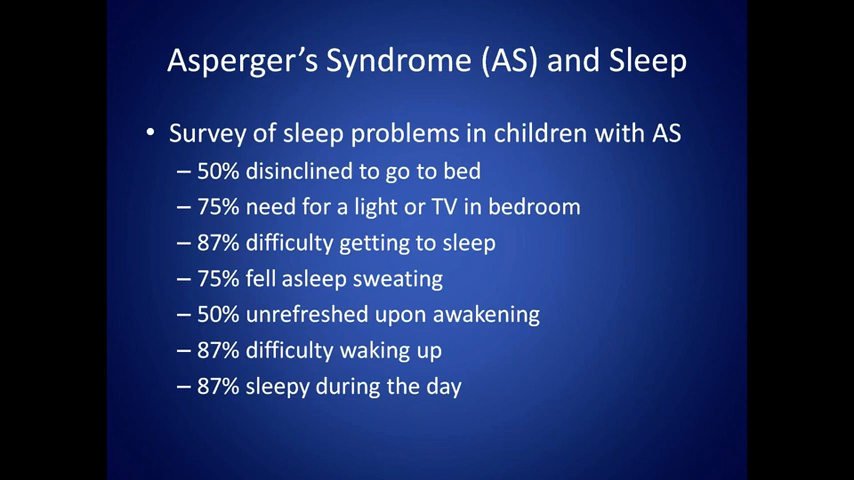 Asperger’s Syndrome (AS) and Sleep
• Survey of sleep problems in children with AS
– 50% disinclined to go to bed
– 75% need for a light or TV in bedroom
– 87% difficulty getting to sleep
– 75% fell asleep sweating
– 50% unrefreshed upon awakening
– 87% difficulty waking up
– 87% sleepy during the day